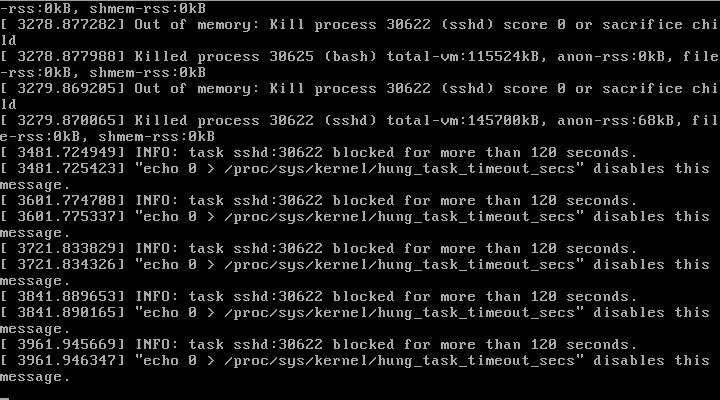 -rss:0kB, shmem-rss:0kB
[ 3278.877282] Out of memory: Kill process 30622 (sshd) score 0 or sacrifice chi
ld
[ 3278.877988] Killed process 30625 (bash) total-vm:115524kB, anon-rss:0kB, file
-rss:0kB, shmem-rss:0kB
[ 3279.869205] Out of memory: Kill process 30622 (sshd) score 0 or sacrifice chi
ld
[ 3279.870065] Killed process 30622 (sshd) total-vm:145700kB, anon-rss:68kB, fil
e-rss:0kB, shmem-rss:0kB
[ 3481.724949] INFO: task sshd:30622 blocked for more than 120 seconds.
[ 3481.725423] "echo 0 > /proc/sys/kernel/hung_task_timeout_secs" disables this
message.
[ 3601.774708] INFO: task sshd:30622 blocked for more than 120 seconds.
[ 3601.775337] "echo 0 > /proc/sys/kernel/hung_task_timeout_secs" disables this
message.
[ 3721.833829] INFO: task sshd:30622 blocked for more than 120 seconds.
[ 3721.834326] "echo 0 > /proc/sys/kernel/hung_task_timeout_secs" disables this
message.
[ 3841.889653] INFO: task sshd:30622 blocked for more than 120 seconds.
[ 3841.890165] "echo 0 > /proc/sys/kernel/hung_task_timeout_secs" disables this
message.
[ 3961.945669] INFO: task sshd:30622 blocked for more than 120 seconds.
[ 3961.946347] "echo 0 > /proc/sys/kernel/hung_task_timeout_secs" disables this
message.